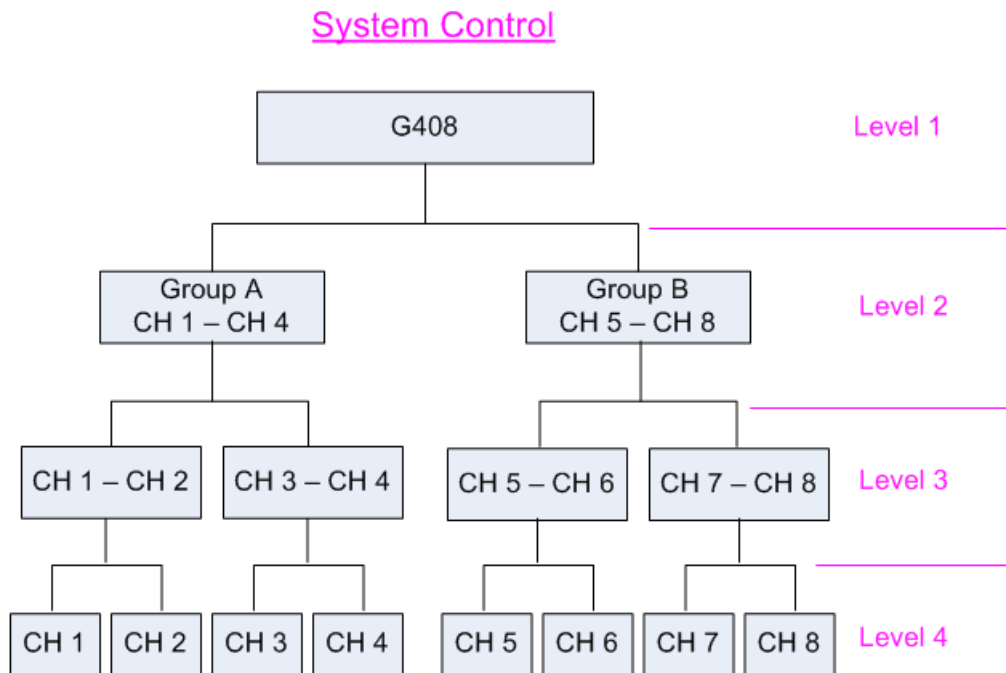 System Control
G408
Level 1
Group A
CH 1 – CH 4
Group B
CH 5 – CH 8
Level 2
CH 1 – CH 2
CH 3 – CH 4
CH 5 – CH 6
CH 7 – CH 8
Level 3
CH 1
CH 2
CH 3
CH 4
CH 5
CH 6
CH 7
CH 8
Level 4